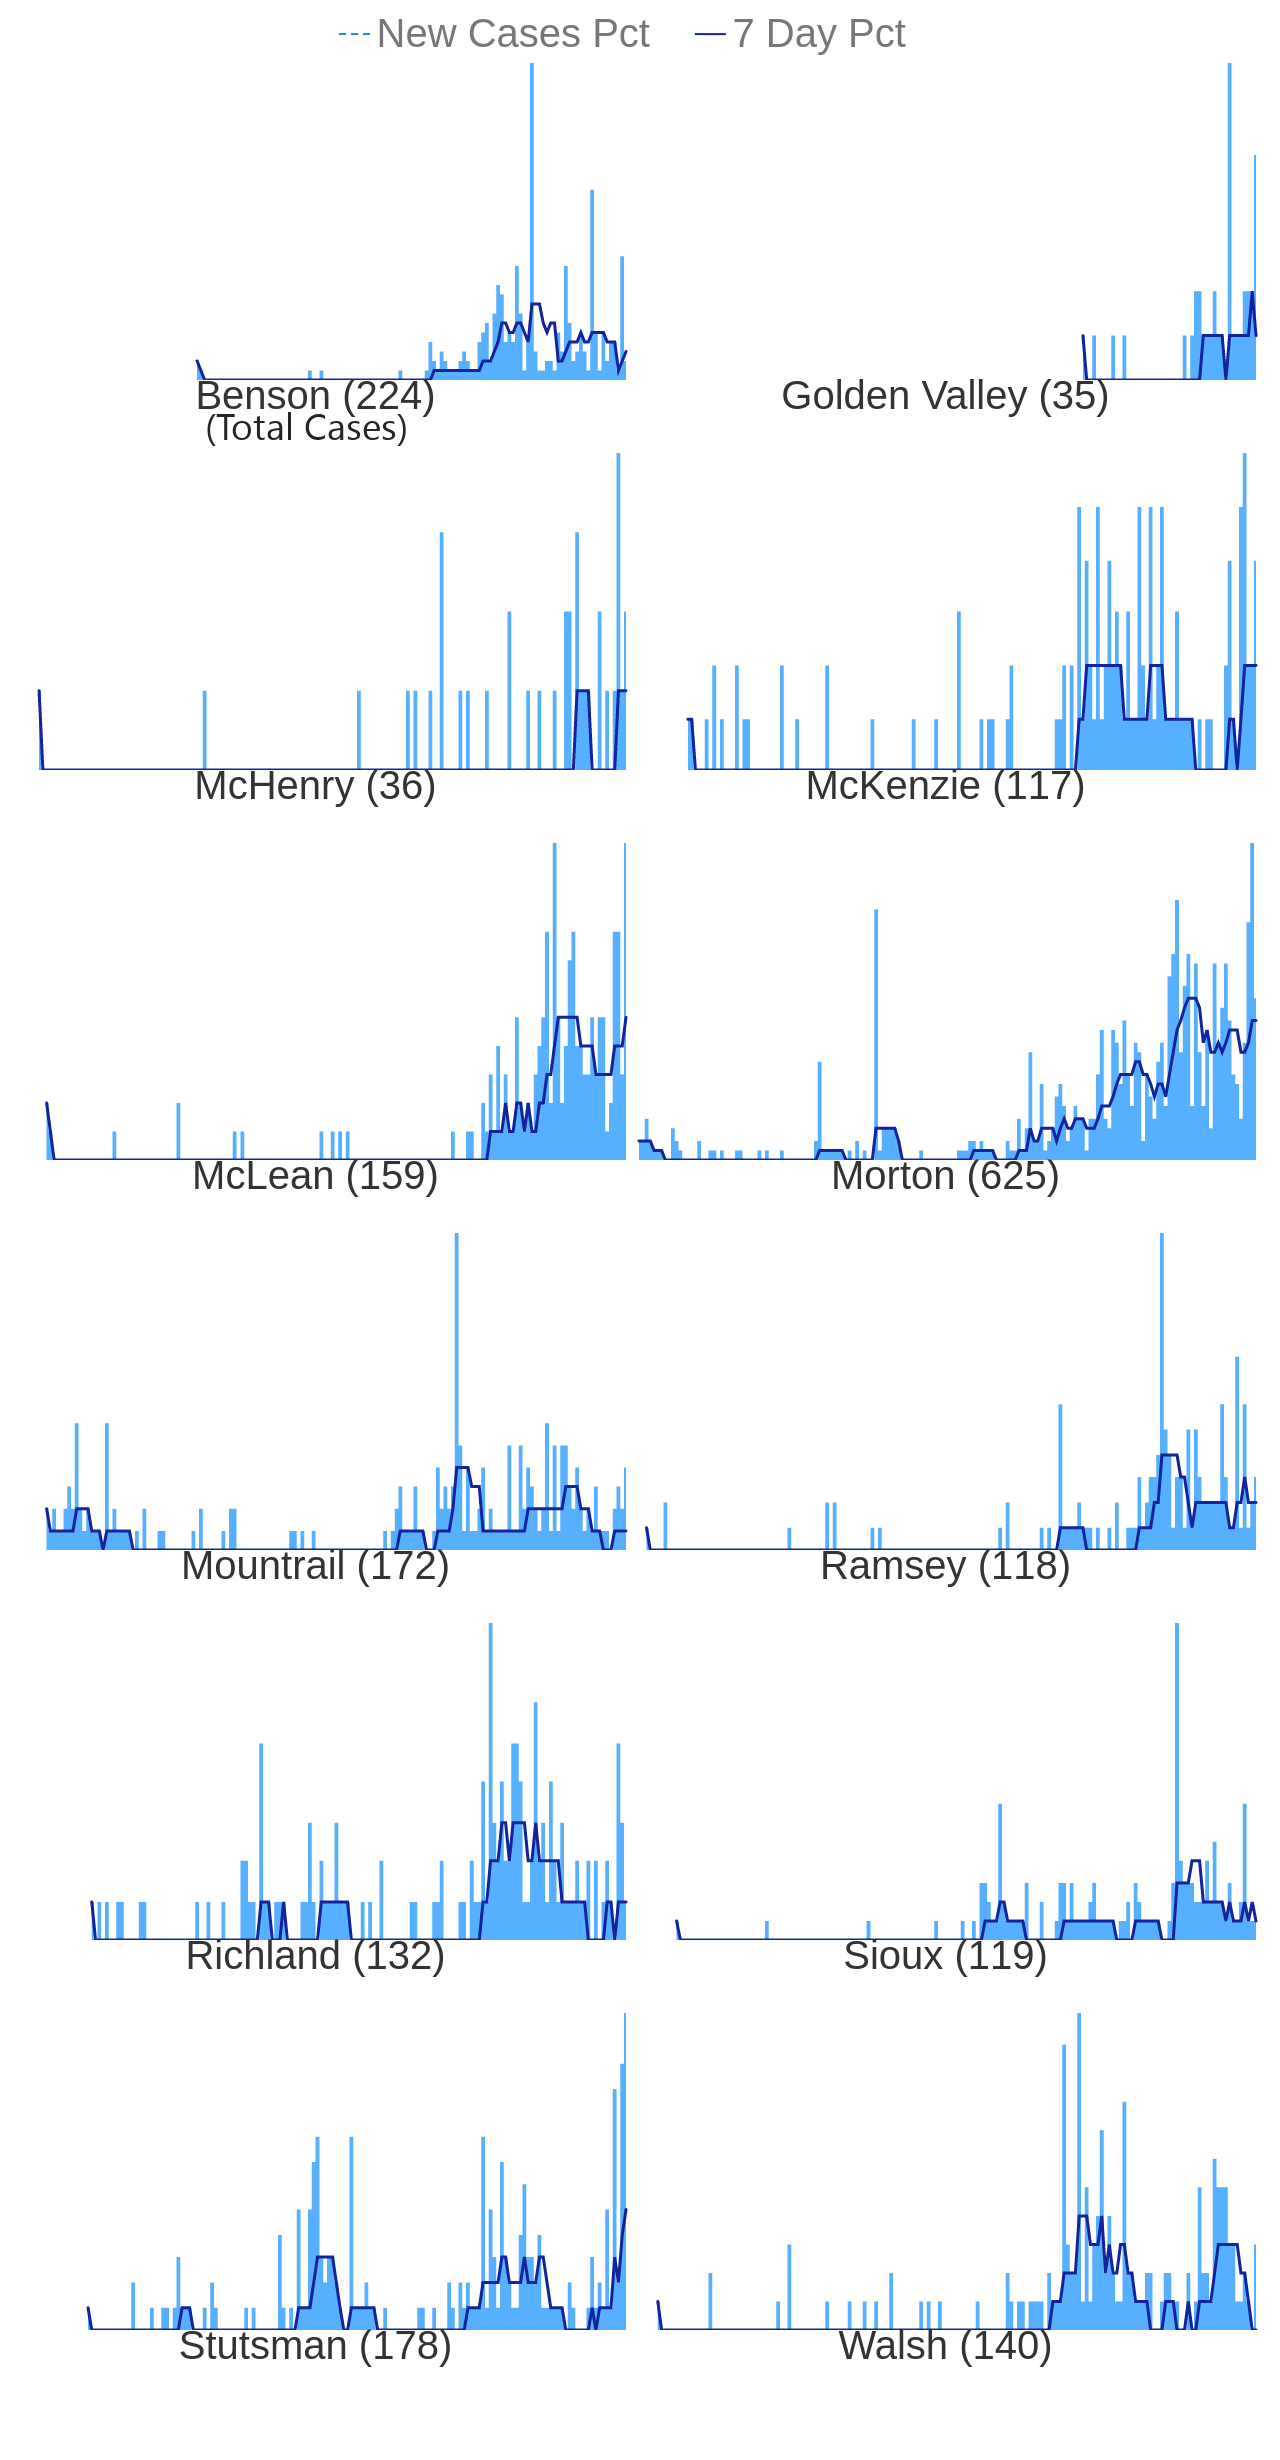 New Cases Pct 7 Day Pct
Benson (224) Golden Valley (35)
(Total Cases)
McHenry (36) McKenzie (117)
McLean (159) Morton (625)
Mountrail (172) Ramsey (118)
Richland (132) Sioux (119)
Stutsman (178) Walsh (140)